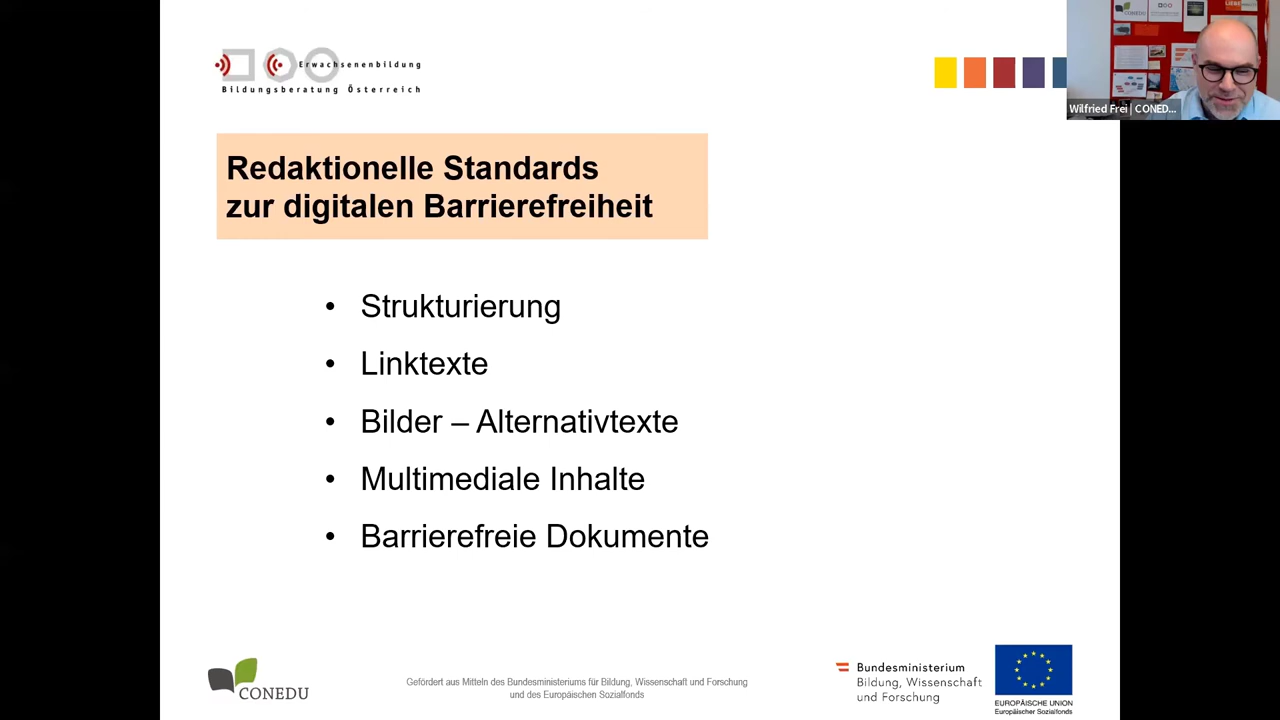 Erwachsenenbildung
Bildungsberatung Österreich
Wilfried Frei | CONED...
Redaktionelle Standards
zur digitalen Barrierefreiheit
• Strukturierung
• Linktexte
• Bilder – Alternativtexte
• Multimediale Inhalte
• Barrierefreie Dokumente
CONEDU
Gefördert aus Mitteln des Bundesministeriums für Bildung, Wissenschaft und Forschung
und des Europäischen Sozialfonds
Bundesministerium
Bildung, Wissenschaft
und Forschung
EUROPÄISCHE UNION
Europäischer Sozialfonds